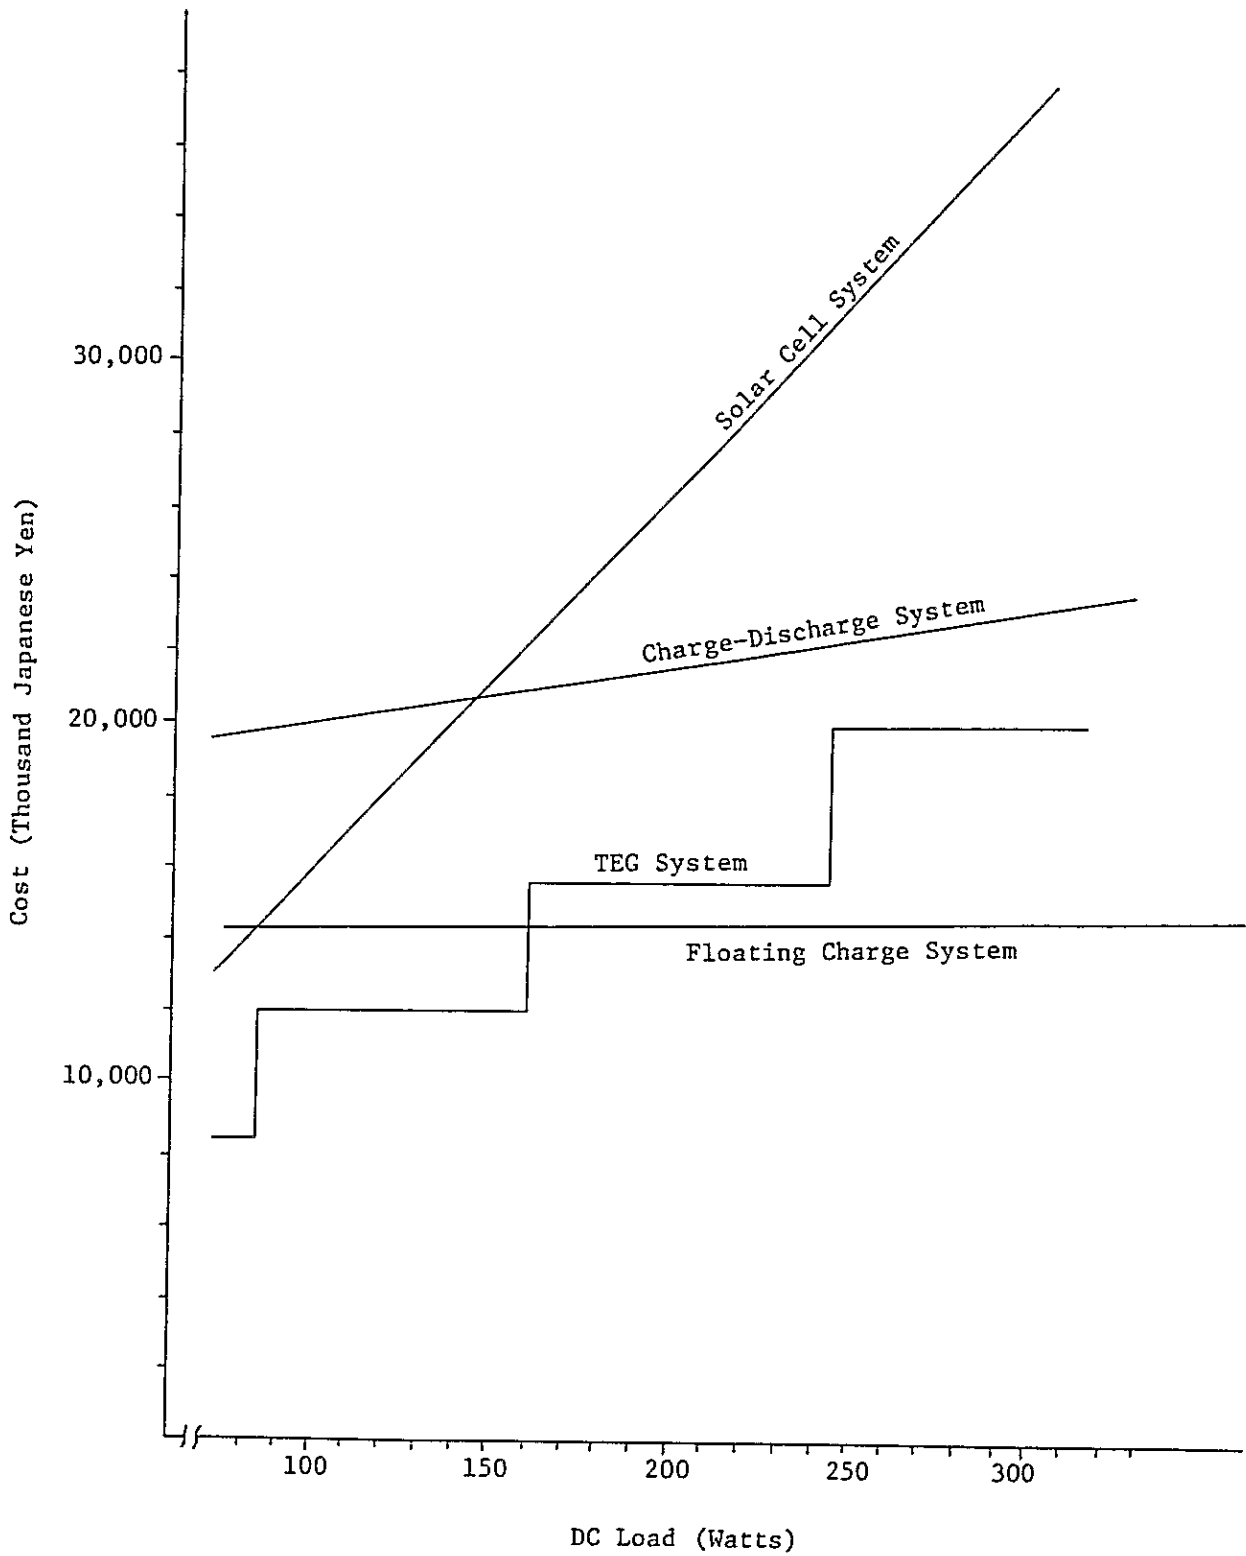 Cost (Thousand Japanese Yen)
30,000
20,000
10,000
Solar Cell System
Charge-Discharge System
TEG System
Floating Charge System
100 150 200 250 300
DC Load (Watts)